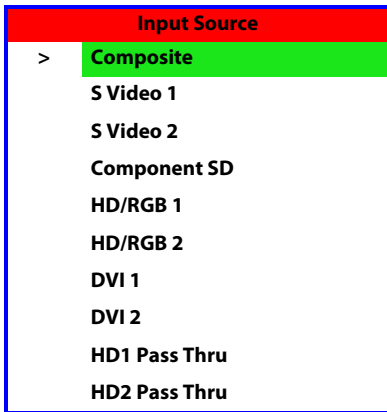 Input Source
> Composite
S Video 1
S Video 2
Component SD
HD/RGB 1
HD/RGB 2
DVI 1
DVI 2
HD1 Pass Thru
HD2 Pass Thru